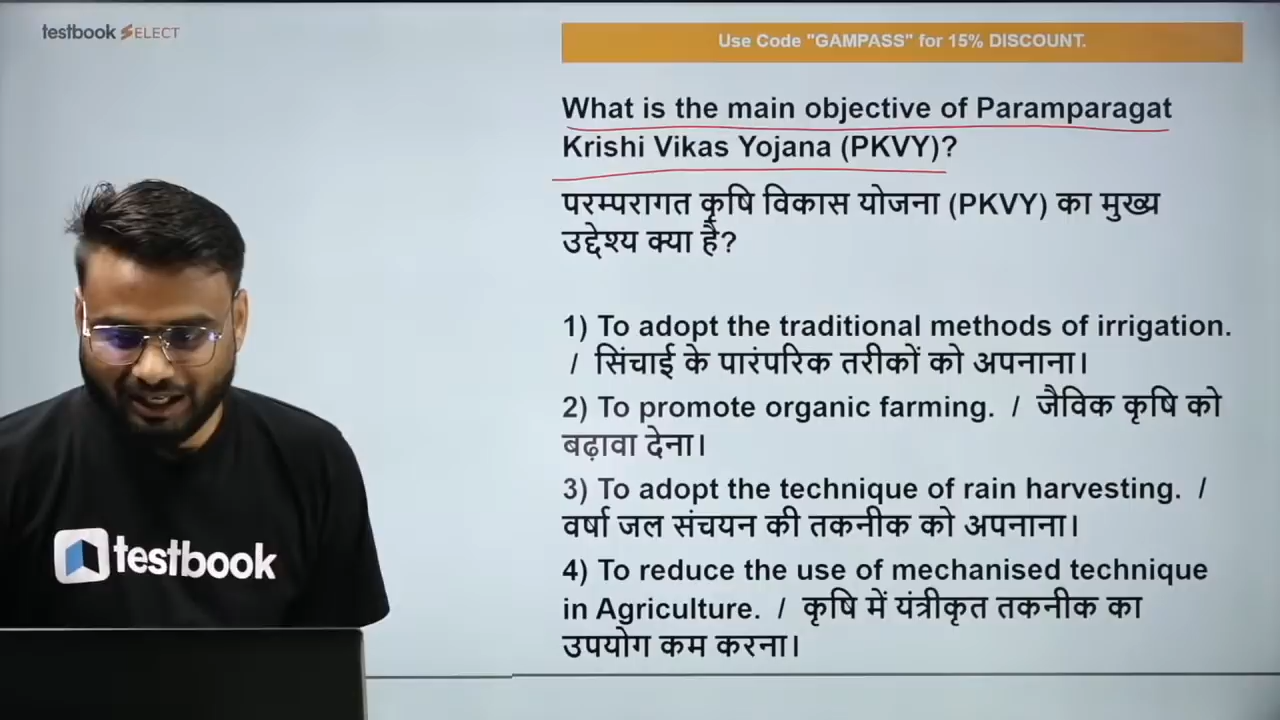 testbook SELECT
Use Code "GAMPASS" for 15% DISCOUNT.
What is the main objective of Paramparagat
Krishi Vikas Yojana (PKVY)?
परम्परागत कृषि विकास योजना (PKVY) का मुख्य
उद्देश्य क्या है?
1) To adopt the traditional methods of irrigation.
/ सिंचाई के पारंपरिक तरीकों को अपनाना।
2) To promote organic farming. / जैविक कृषि को
बढ़ावा देना।
3) To adopt the technique of rain harvesting. /
वर्षा जल संचयन की तकनीक को अपनाना।
4) To reduce the use of mechanised technique
in Agriculture. / कृषि में यंत्रीकृत तकनीक का
उपयोग कम करना।
testbook